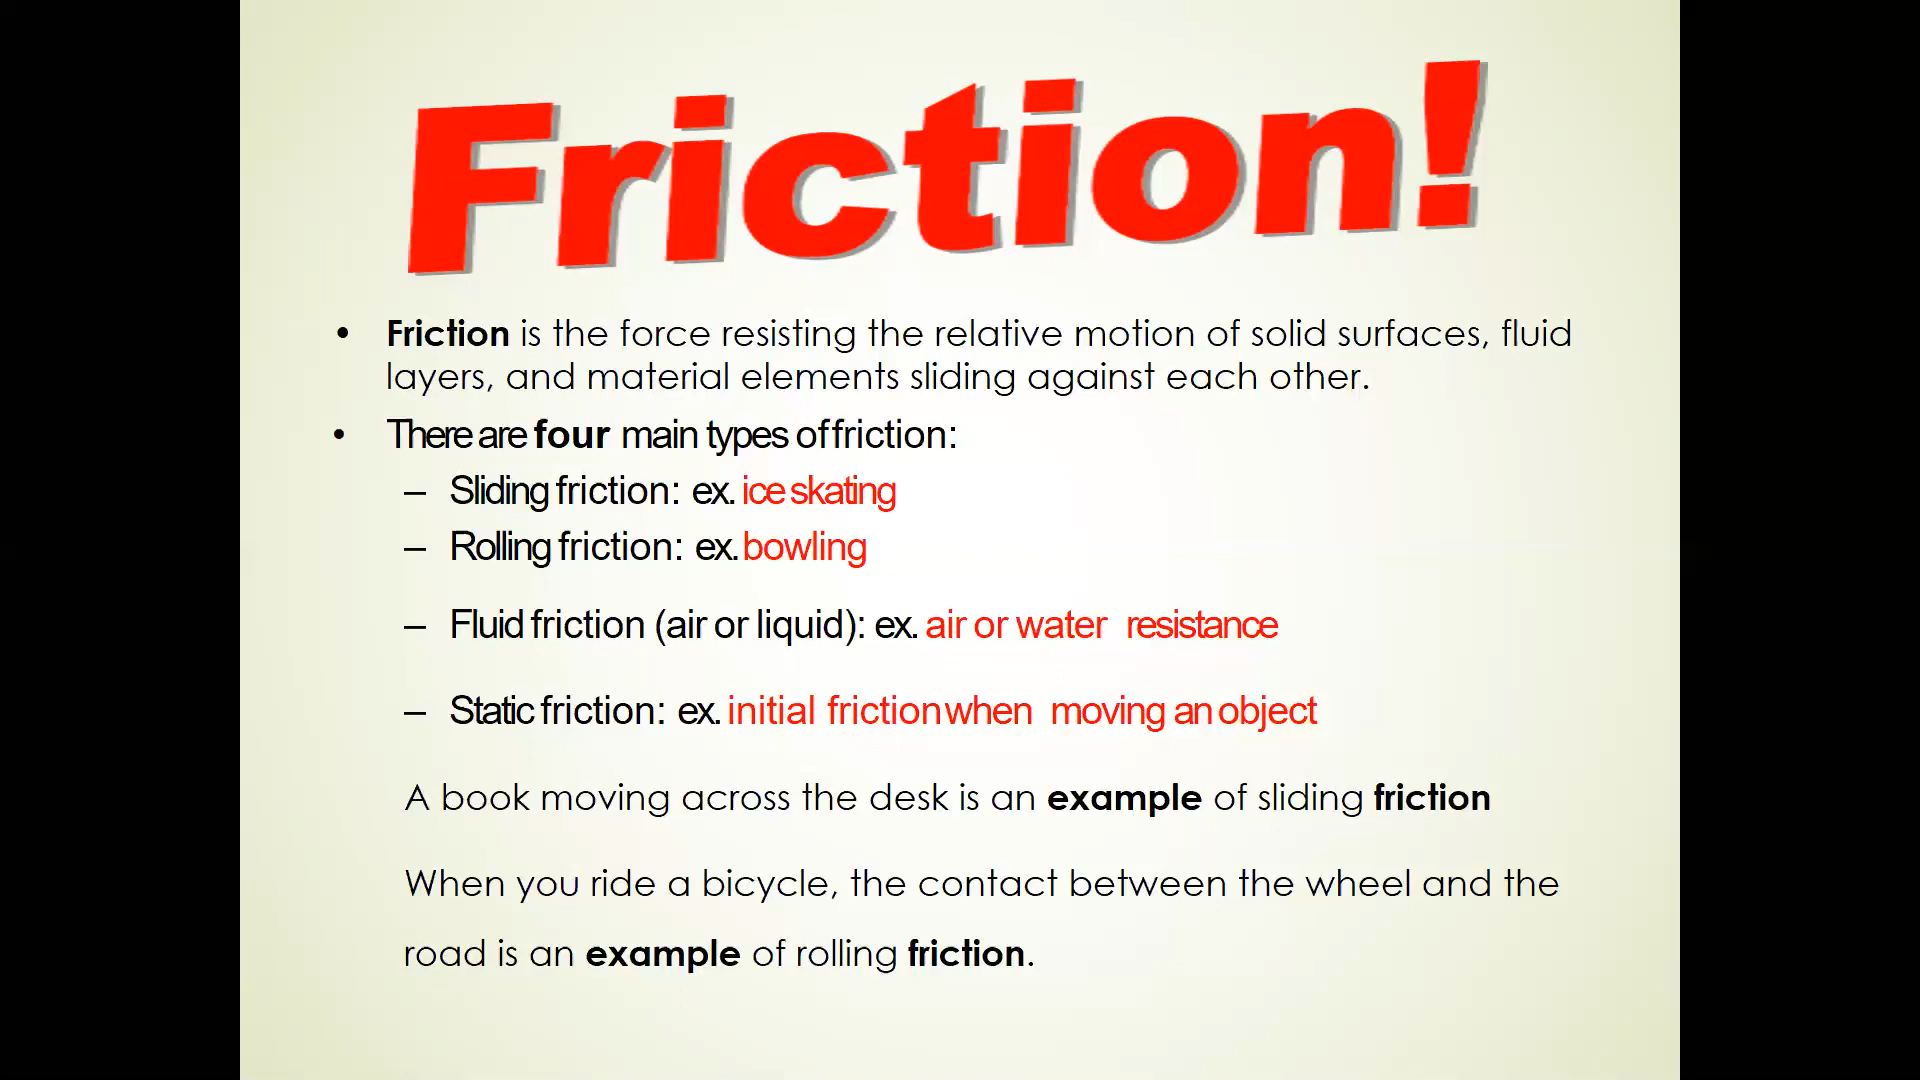 Friction!
• Friction is the force resisting the relative motion of solid surfaces, fluid
layers, and material elements sliding against each other.
• There are four main types of friction:
– Sliding friction: ex. ice skating
– Rolling friction: ex. bowling
– Fluid friction (air or liquid): ex. air or water resistance
– Static friction: ex. initial friction when moving an object
A book moving across the desk is an example of sliding friction
When you ride a bicycle, the contact between the wheel and the
road is an example of rolling friction.